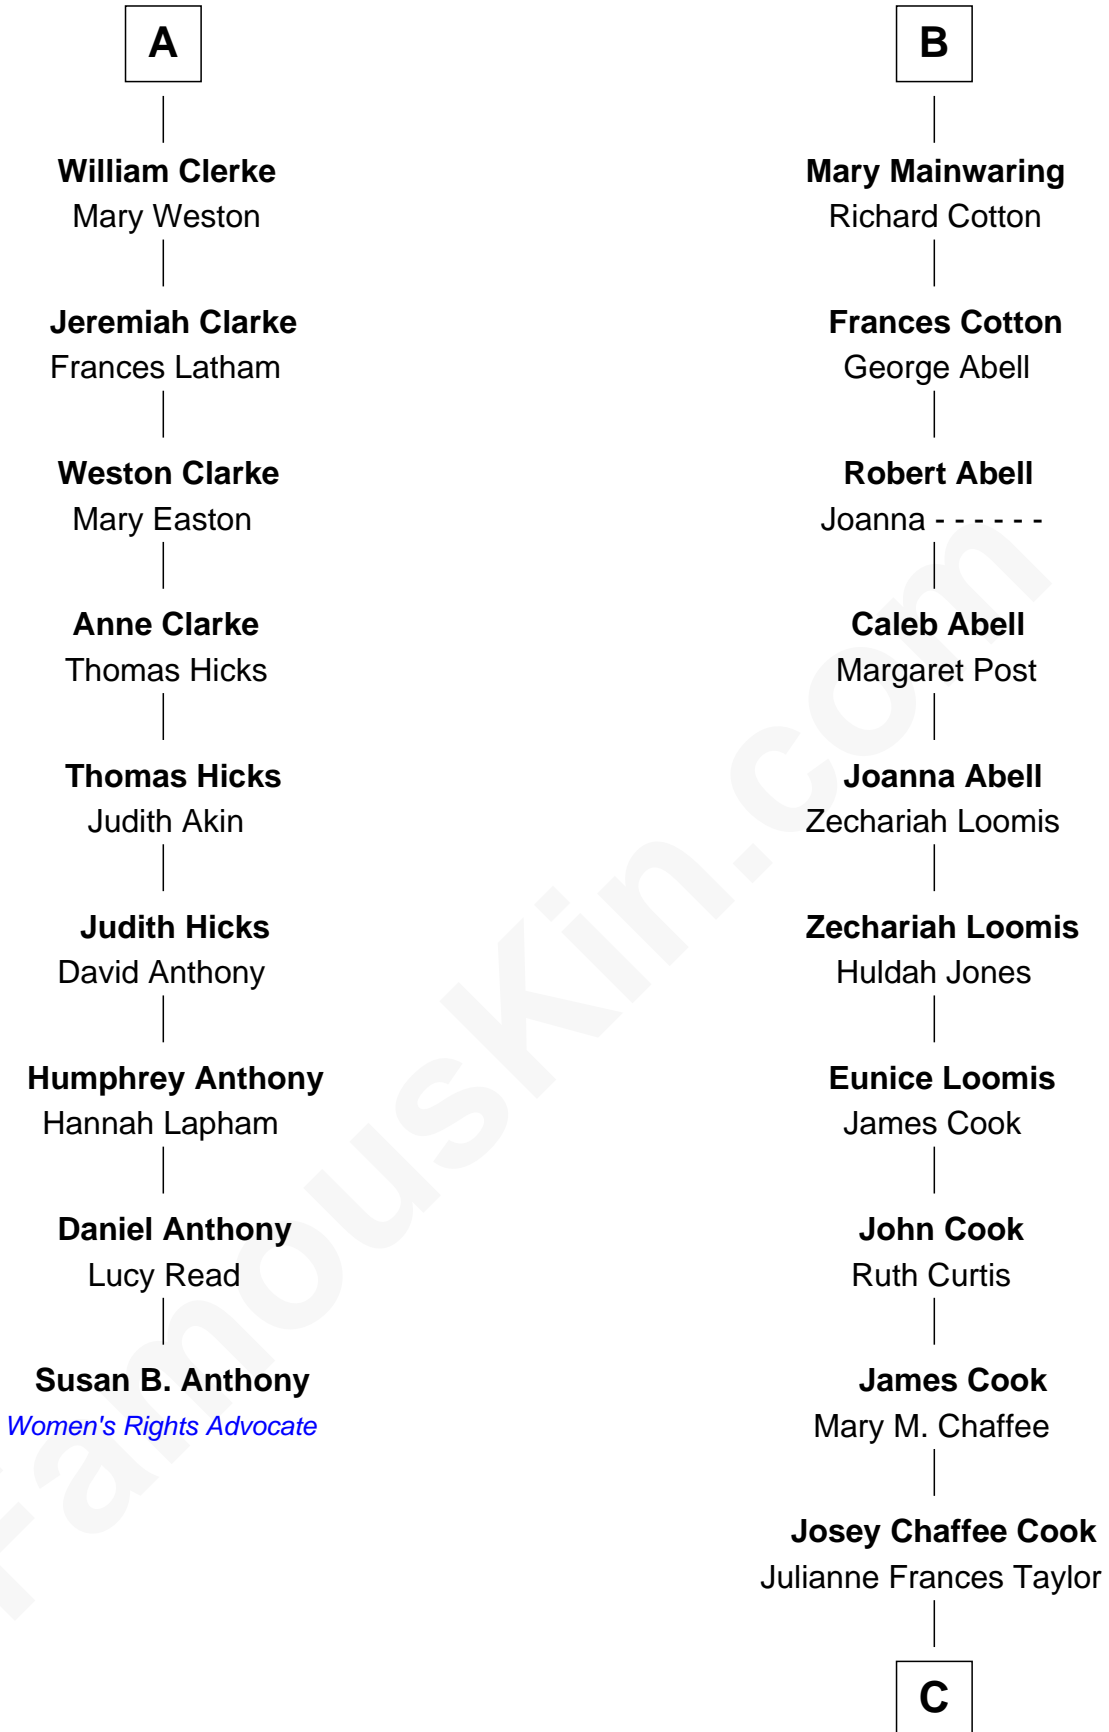 A
William Clerke
Mary Weston
Jeremiah Clarke
Frances Latham
Weston Clarke
Mary Easton
Anne Clarke
Thomas Hicks
Thomas Hicks
Judith Akin
Judith Hicks
David Anthony
Humphrey Anthony
Hannah Lapham
Daniel Anthony
Lucy Read
Susan B. Anthony
Women's Rights Advocate
B
Mary Mainwaring
Richard Cotton
Frances Cotton
George Abell
Robert Abell
Joanna - - - - - -
Caleb Abell
Margaret Post
Joanna Abell
Zechariah Loomis
Zechariah Loomis
Huldah Jones
Eunice Loomis
James Cook
John Cook
Ruth Curtis
James Cook
Mary M. Chaffee
Josey Chaffee Cook
Julianne Frances Taylor
C
FamousKin.com